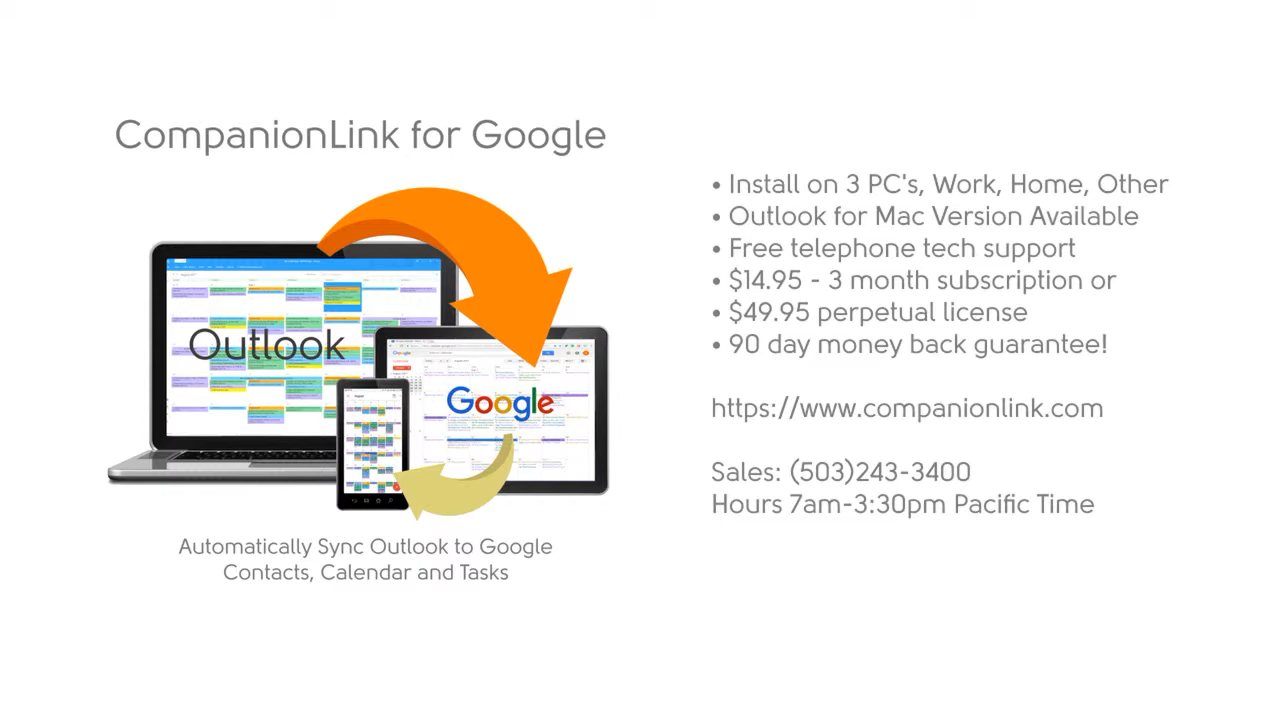 CompanionLink for Google
Outlook
Google
Automatically Sync Outlook to Google
Contacts, Calendar and Tasks
• Install on 3 PC's, Work, Home, Other
• Outlook for Mac Version Available
• Free telephone tech support
• $14.95 - 3 month subscription or
• $49.95 perpetual license
• 90 day money back guarantee!
https://www.companionlink.com
Sales: (503)243-3400
Hours 7am-3:30pm Pacific Time